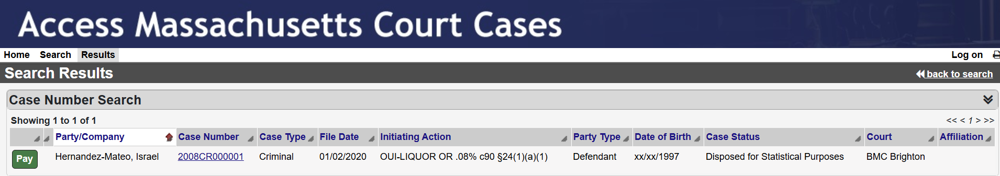 Access Massachusetts Court Cases
Home Search Results Log on
Search Results back to search
Case Number Search
Showing 1 to 1 of 1 << < 1 > >>
Party/Company Case Number Case Type File Date Initiating Action Party Type Date of Birth Case Status Court Affiliation
Pay Hernandez-Mateo, Israel 2008CR000001 Criminal 01/02/2020 OUI-LIQUOR OR .08% c90 §24(1)(a)(1) Defendant xx/xx/1997 Disposed for Statistical Purposes BMC Brighton